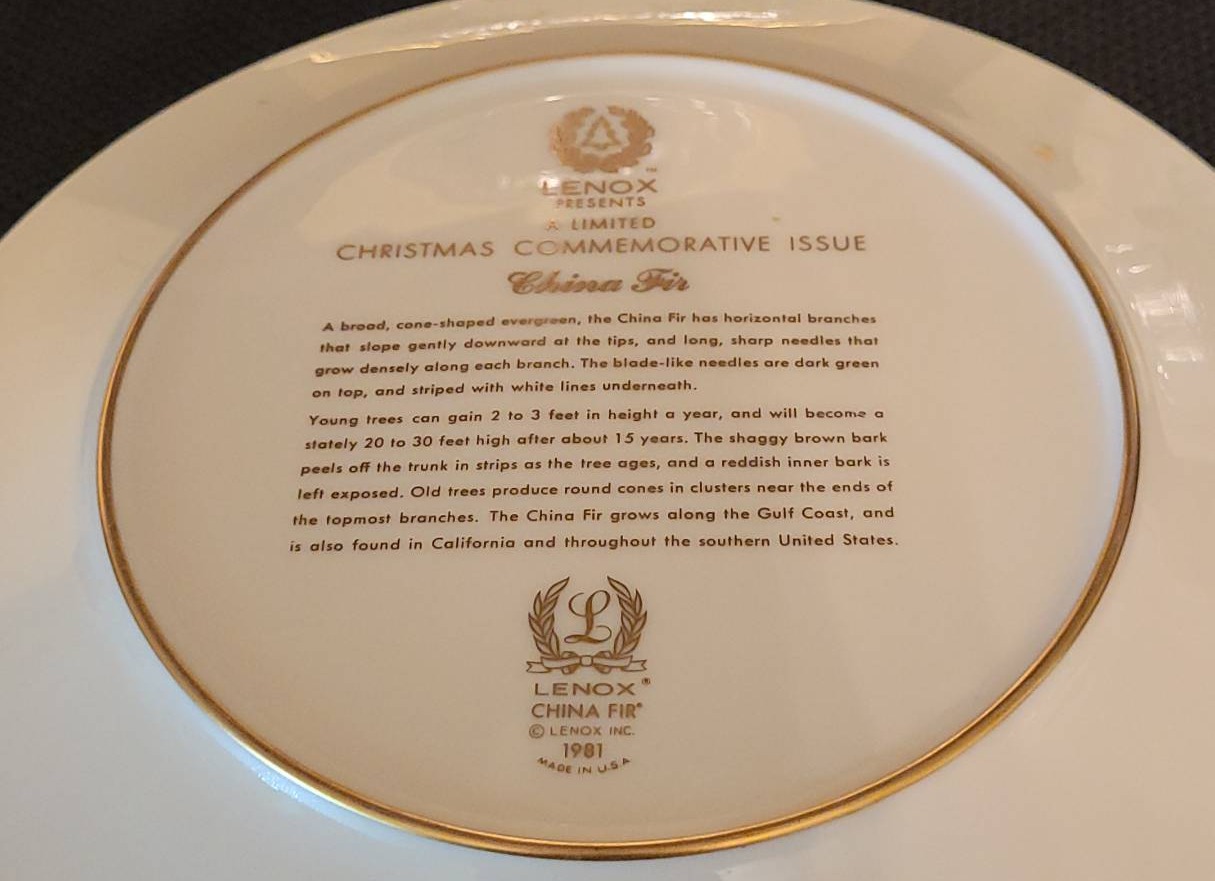 ™
LENOX
PRESENTS
A LIMITED
CHRISTMAS COMMEMORATIVE ISSUE
China Fir
A broad, cone-shaped evergreen, the China Fir has horizontal branches
that slope gently downward at the tips, and long, sharp needles that
grow densely along each branch. The blade-like needles are dark green
on top, and striped with white lines underneath.
Young trees can gain 2 to 3 feet in height a year, and will become a
stately 20 to 30 feet high after about 15 years. The shaggy brown bark
peels off the trunk in strips as the tree ages, and a reddish inner bark is
left exposed. Old trees produce round cones in clusters near the ends of
the topmost branches. The China Fir grows along the Gulf Coast, and
is also found in California and throughout the southern United States.
L
LENOX®
CHINA FIR®
© LENOX INC.
1981
MADE IN U.S.A